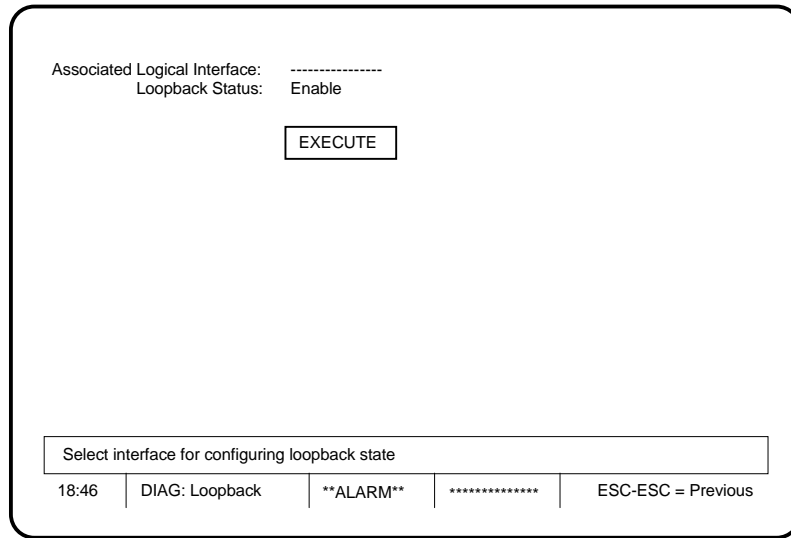 Associated Logical Interface: ----------------
Loopback Status: Enable
EXECUTE
Select interface for configuring loopback state
18:46 DIAG: Loopback **ALARM** ************** ESC-ESC = Previous